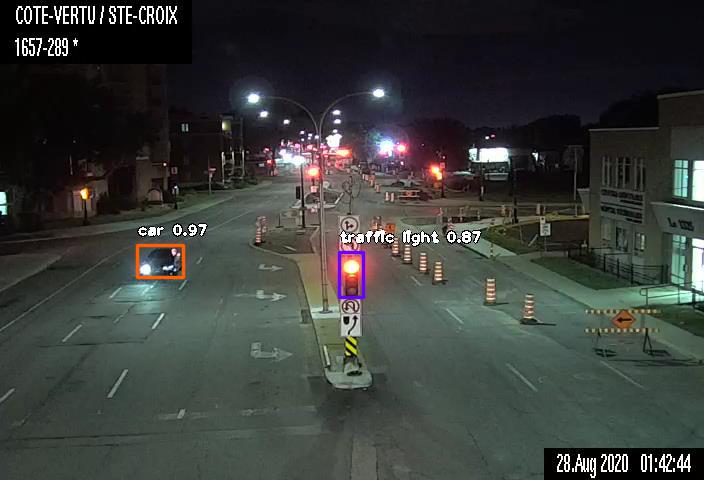 COTE-VERTU / STE-CROIX
1657-289 *
car 0.97
traffic light 0.87
28.Aug 2020 01:42:44